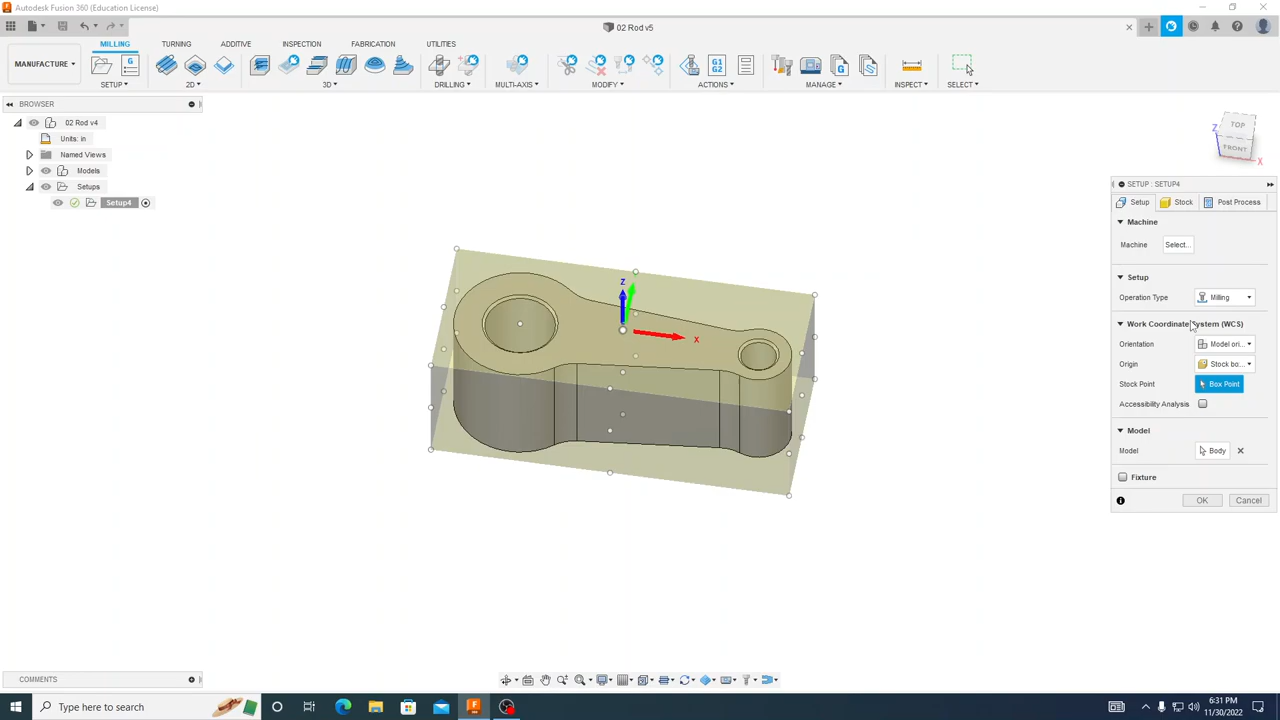 Autodesk Fusion 360 (Education License)
02 Rod v5
MANUFACTURE
MILLING
TURNING
ADDITIVE
INSPECTION
FABRICATION
UTILITIES
G1
G2
SETUP
2D
3D
DRILLING
MULTI-AXIS
MODIFY
ACTIONS
MANAGE
INSPECT
SELECT
BROWSER
02 Rod v4
Units: in
Named Views
Models
Setups
Setup4
Z
X
TOP
FRONT
Z
X
SETUP : SETUP4
Setup
Stock
Post Process
Machine
Machine
Select...
Setup
Operation Type
Milling
Work Coordinate System (WCS)
Orientation
Model ori...
Origin
Stock bo...
Stock Point
Box Point
Accessibility Analysis
Model
Model
Body
Fixture
OK
Cancel
COMMENTS
Type here to search
6:31 PM
11/30/2022